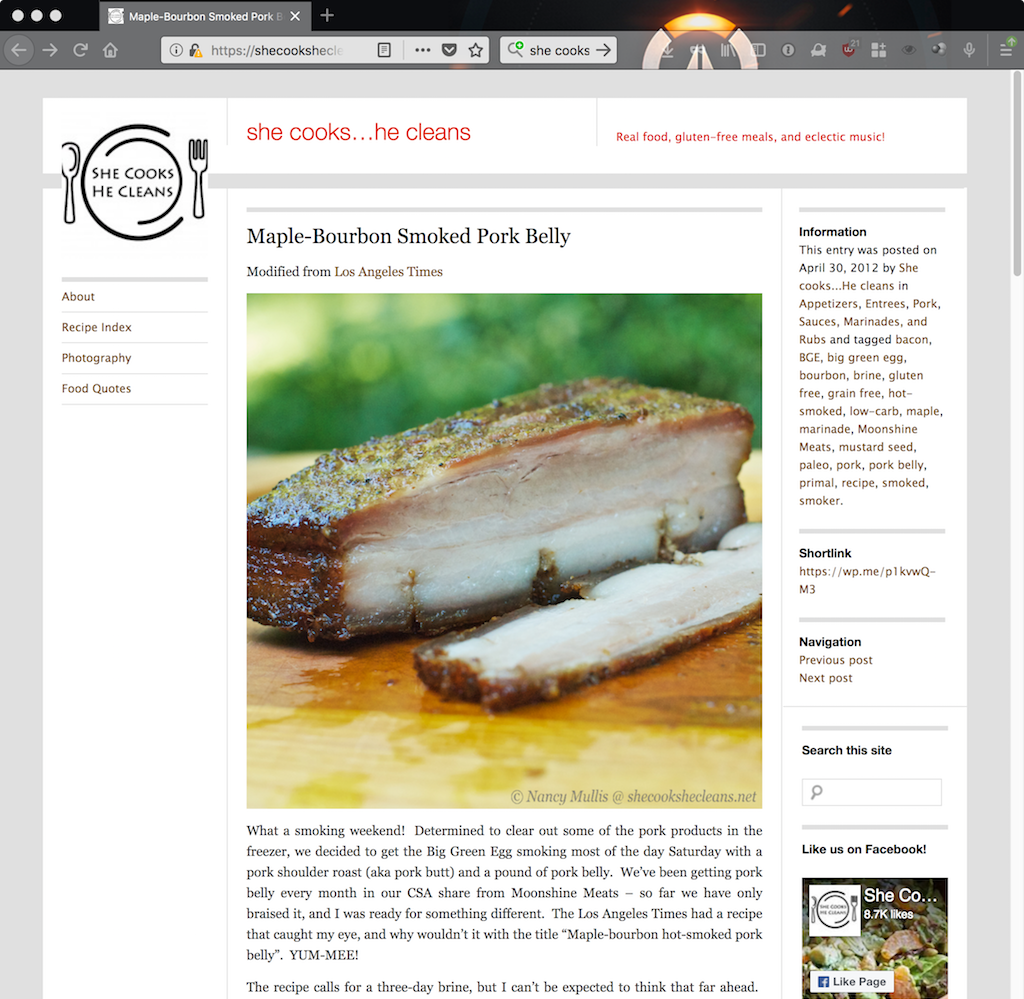 Maple-Bourbon Smoked Pork B
https://shecookshecle
she cooks
21
SHE COOKS
HE CLEANS
she cooks...he cleans
Real food, gluten-free meals, and eclectic music!
About
Recipe Index
Photography
Food Quotes
Maple-Bourbon Smoked Pork Belly
Modified from Los Angeles Times
© Nancy Mullis @ shecookshecleans.net
What a smoking weekend! Determined to clear out some of the pork products in the
freezer, we decided to get the Big Green Egg smoking most of the day Saturday with a
pork shoulder roast (aka pork butt) and a pound of pork belly. We've been getting pork
belly every month in our CSA share from Moonshine Meats – so far we have only
braised it, and I was ready for something different. The Los Angeles Times had a recipe
that caught my eye, and why wouldn't it with the title “Maple-bourbon hot-smoked pork
belly”. YUM-MEE!
The recipe calls for a three-day brine, but I can't be expected to think that far ahead.
Information
This entry was posted on
April 30, 2012 by She
cooks...He cleans in
Appetizers, Entrees, Pork,
Sauces, Marinades, and
Rubs and tagged bacon,
BGE, big green egg,
bourbon, brine, gluten
free, grain free, hot-
smoked, low-carb, maple,
marinade, Moonshine
Meats, mustard seed,
paleo, pork, pork belly,
primal, recipe, smoked,
smoker.
Shortlink
https://wp.me/p1kvwQ-
M3
Navigation
Previous post
Next post
Search this site
Like us on Facebook!
SHE COOKS
HE CLEANS
She Co...
8.7K likes
Like Page